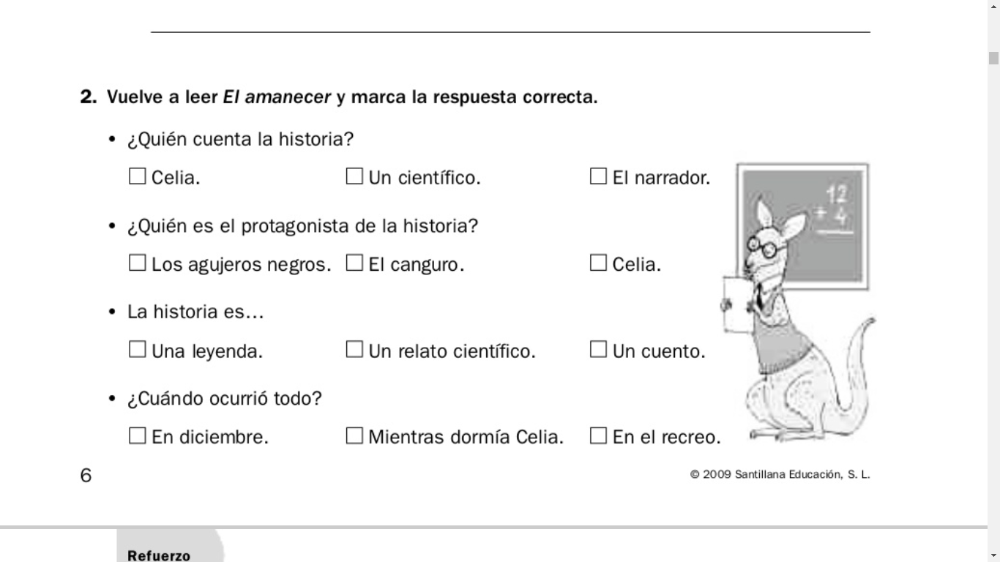 2. Vuelve a leer El amanecer y marca la respuesta correcta.
• ¿Quién cuenta la historia?
Celia. Un científico. El narrador.
12
+ 4
• ¿Quién es el protagonista de la historia?
Los agujeros negros. El canguro. Celia.
• La historia es…
Una leyenda. Un relato científico. Un cuento.
• ¿Cuándo ocurrió todo?
En diciembre. Mientras dormía Celia. En el recreo.
6 © 2009 Santillana Educación, S. L.
Refuerzo